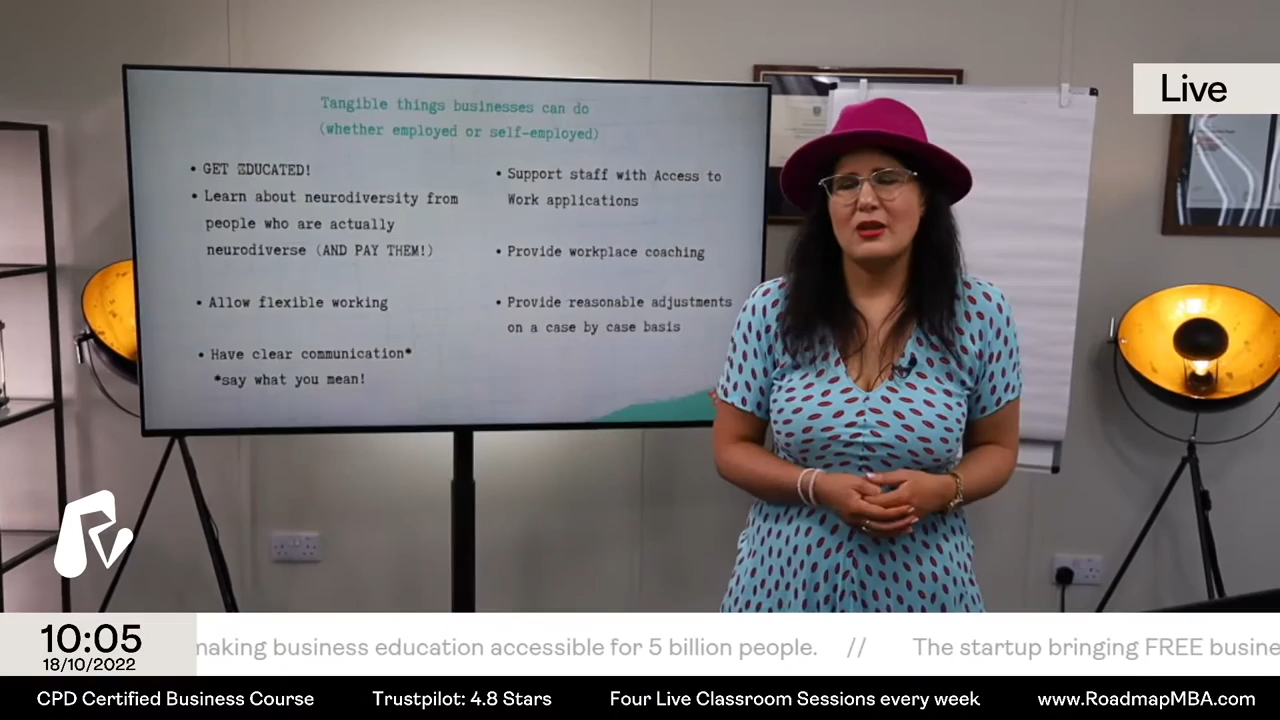 Tangible things businesses can do
(whether employed or self-employed)
• GET EDUCATED!
• Learn about neurodiversity from
people who are actually
neurodiverse (AND PAY THEM!)
• Allow flexible working
• Have clear communication*
*say what you mean!
• Support staff with Access to
Work applications
• Provide workplace coaching
• Provide reasonable adjustments
on a case by case basis
Live
10:05
18/10/2022
making business education accessible for 5 billion people. // The startup bringing FREE busine
CPD Certified Business Course Trustpilot: 4.8 Stars Four Live Classroom Sessions every week www.RoadmapMBA.com